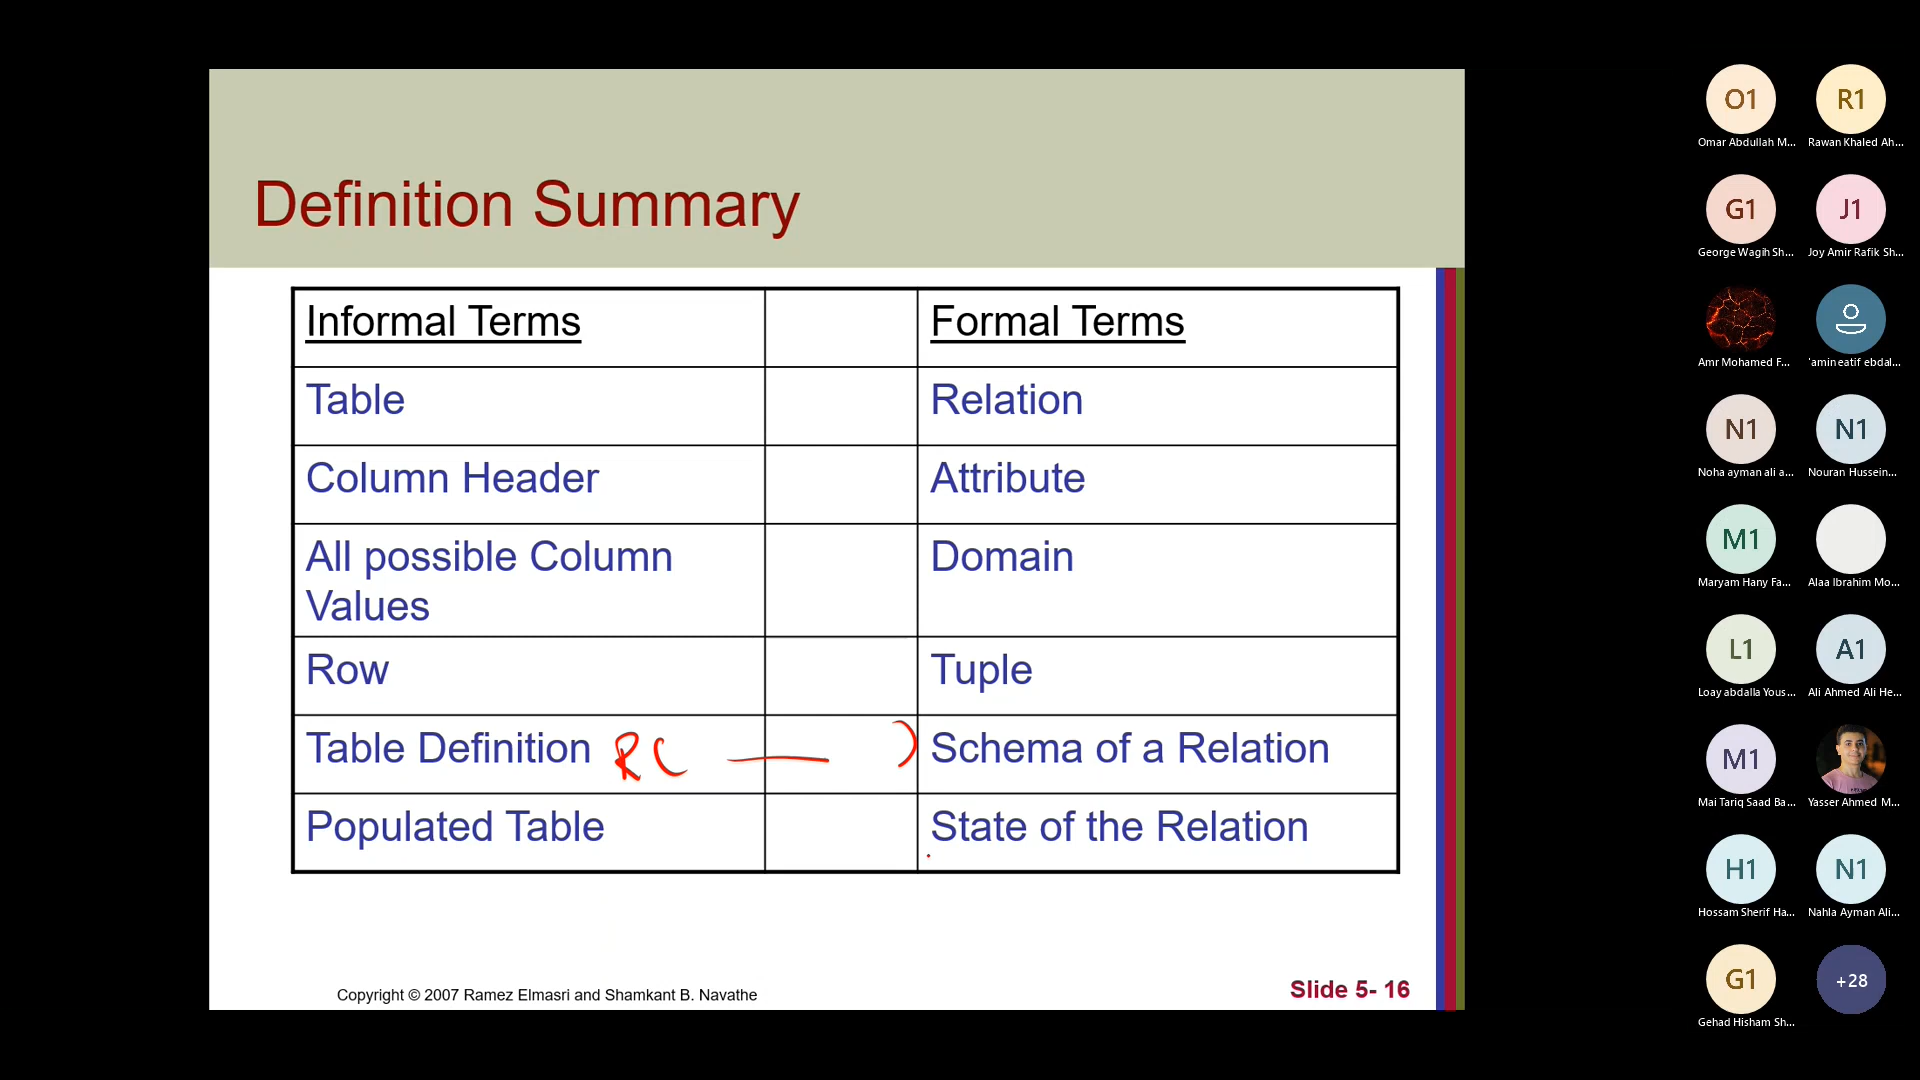 Definition Summary
Informal Terms Formal Terms
Table Relation
Column Header Attribute
All possible Column Domain
Values
Row Tuple
Table Definition R( — ) Schema of a Relation
Populated Table State of the Relation
Copyright © 2007 Ramez Elmasri and Shamkant B. Navathe
Slide 5- 16
O1 R1
Omar Abdullah M... Rawan Khaled Ah...
G1 J1
George Wagih Sh... Joy Amir Rafik Sh...
Amr Mohamed F... 'amin eatif ebdal...
N1 N1
Noha ayman ali a... Nouran Hussein...
M1
Maryam Hany Fa... Alaa Ibrahim Mo...
L1 A1
Loay abdalla Yous... Ali Ahmed Ali He...
M1
Mai Tariq Saad Ba... Yasser Ahmed M...
H1 N1
Hossam Sherif Ha... Nahla Ayman Ali...
G1 +28
Gehad Hisham Sh...